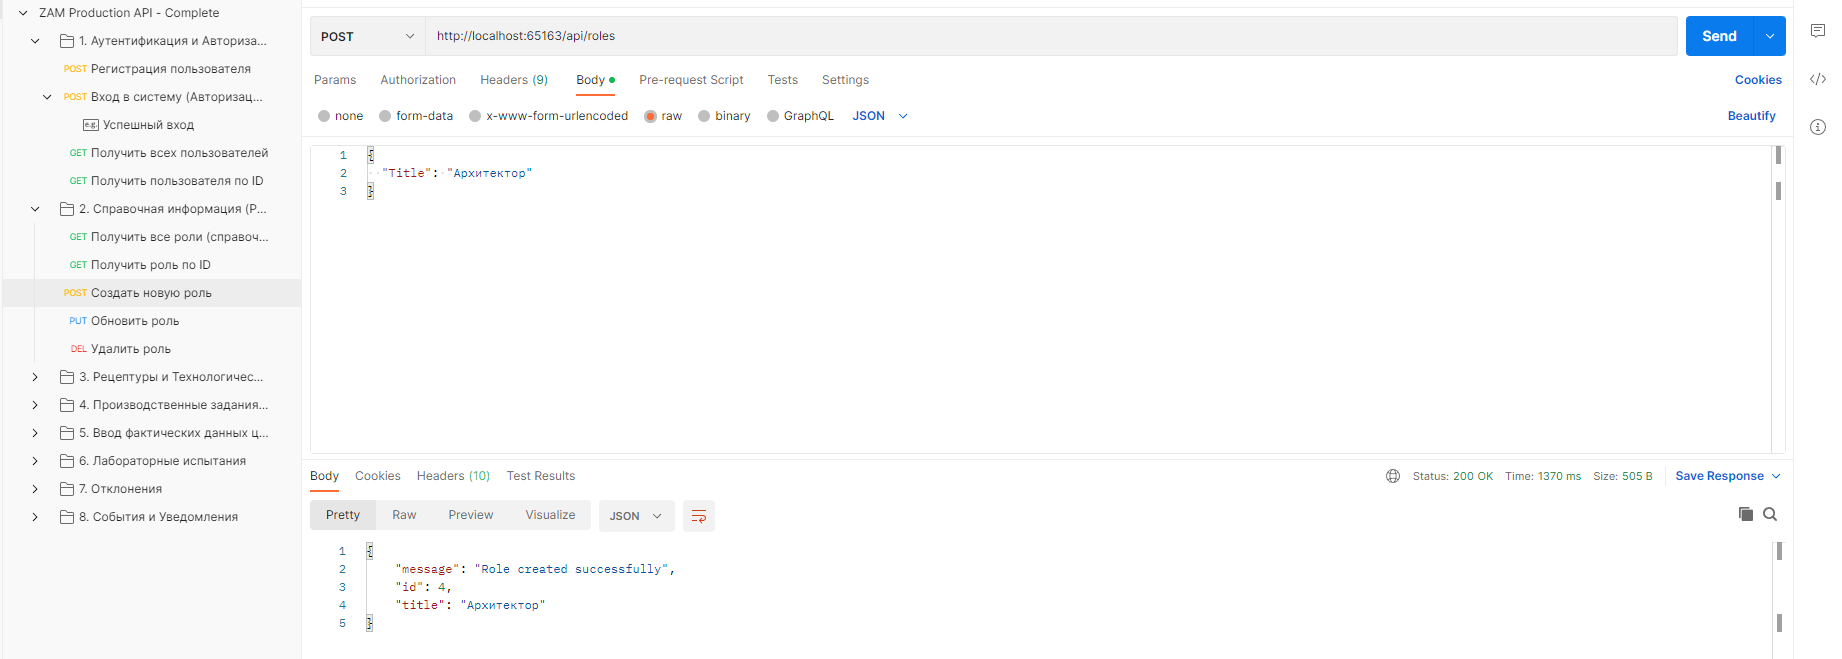 ZAM Production API - Complete
1. Аутентификация и Авториза...
POST Регистрация пользователя
POST Вход в систему (Авторизац...
e.g. Успешный вход
GET Получить всех пользователей
GET Получить пользователя по ID
2. Справочная информация (Р...
GET Получить все роли (справоч...
GET Получить роль по ID
POST Создать новую роль
PUT Обновить роль
DEL Удалить роль
3. Рецептуры и Технологичес...
4. Производственные задания...
5. Ввод фактических данных ц...
6. Лабораторные испытания
7. Отклонения
8. События и Уведомления
POST http://localhost:65163/api/roles Send
Params Authorization Headers (9) Body Pre-request Script Tests Settings Cookies
none form-data x-www-form-urlencoded raw binary GraphQL JSON Beautify
1 {
2 "Title": "Архитектор"
3 }
Body Cookies Headers (10) Test Results Status: 200 OK Time: 1370 ms Size: 505 B Save Response
Pretty Raw Preview Visualize JSON
1 {
2 "message": "Role created successfully",
3 "id": 4,
4 "title": "Архитектор"
5 }